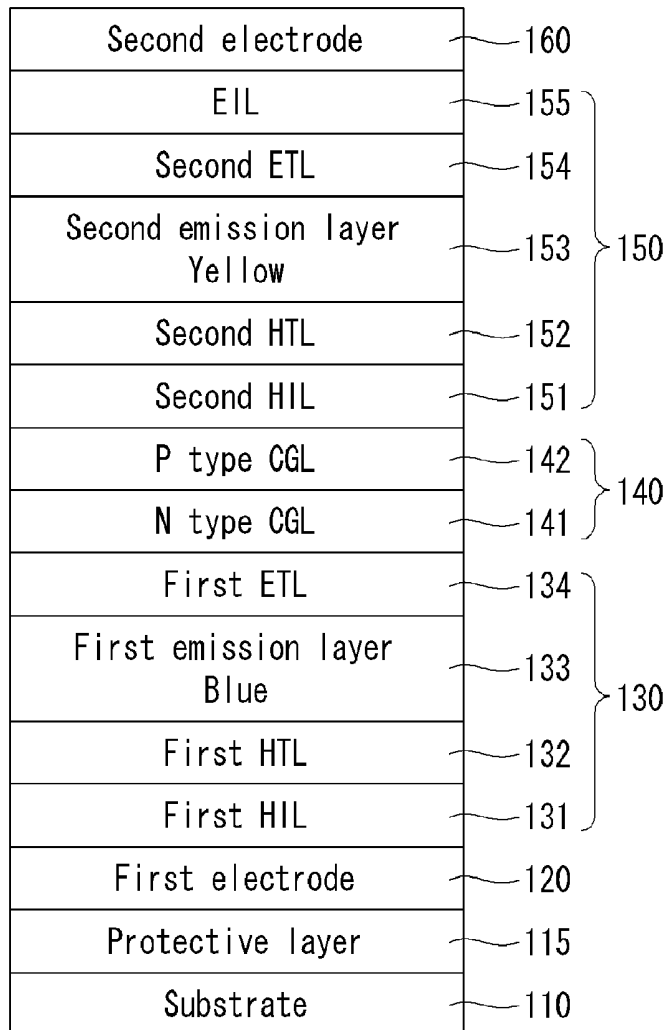 Second electrode 160
EIL 155
Second ETL 154
Second emission layer
Yellow 153
150
Second HTL 152
Second HIL 151
P type CGL 142
140
N type CGL 141
First ETL 134
First emission layer
Blue 133
130
First HTL 132
First HIL 131
First electrode 120
Protective layer 115
Substrate 110